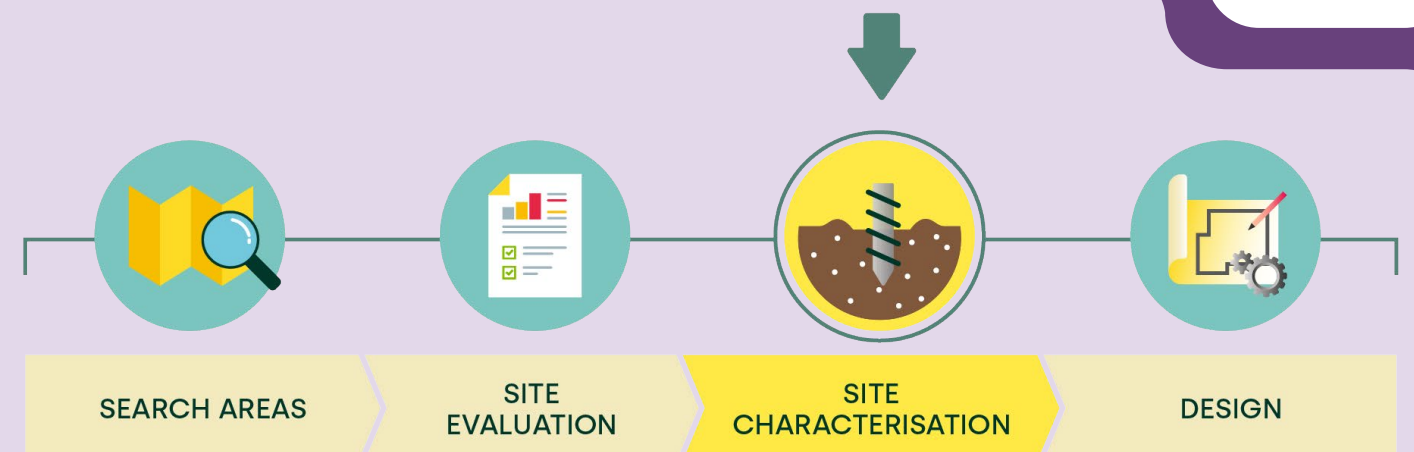 SEARCH AREAS
SITE
EVALUATION
SITE
CHARACTERISATION
DESIGN